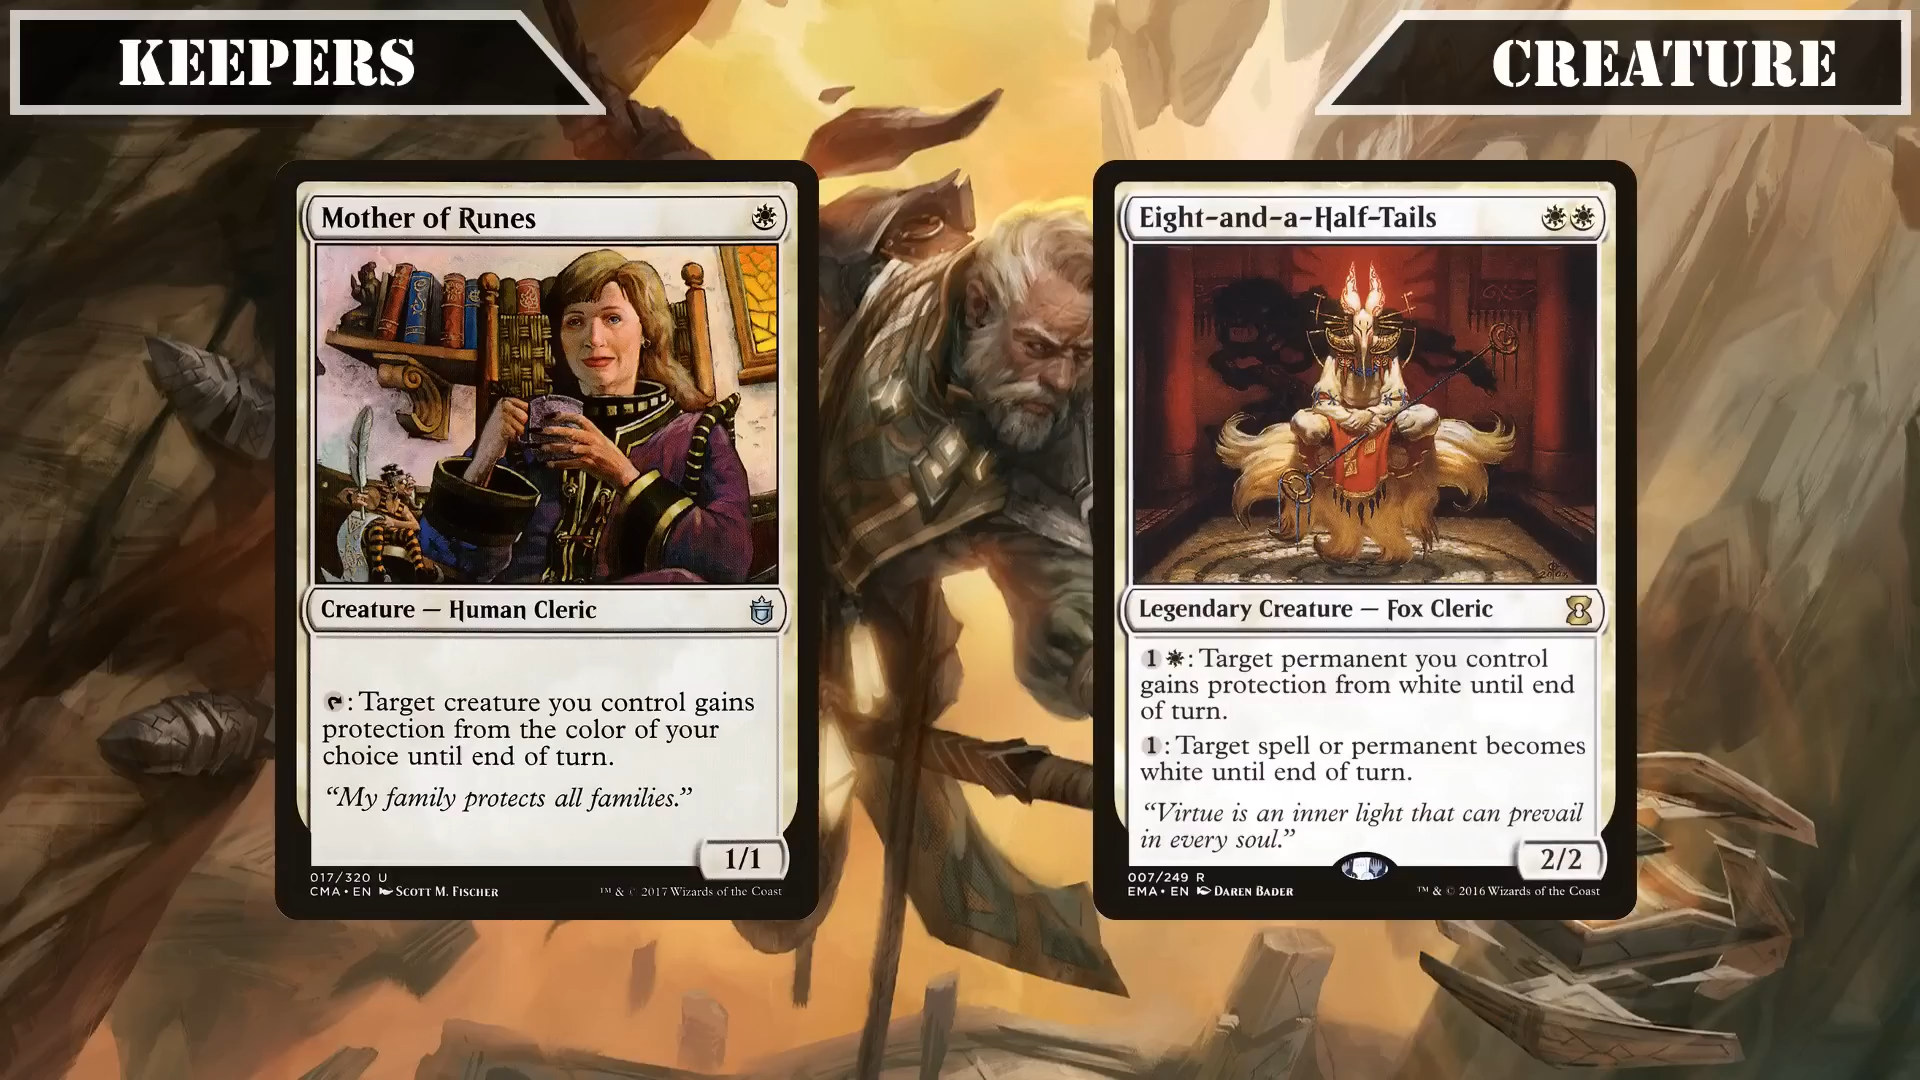 KEEPERS
CREATURE
Mother of Runes
Creature — Human Cleric
: Target creature you control gains
protection from the color of your
choice until end of turn.
“My family protects all families.”
1/1
017/320 U
CMA • EN SCOTT M. FISCHER
™ & © 2017 Wizards of the Coast
Eight-and-a-Half-Tails
Legendary Creature — Fox Cleric
1 : Target permanent you control
gains protection from white until end
of turn.
1 : Target spell or permanent becomes
white until end of turn.
“Virtue is an inner light that can prevail
in every soul.”
2/2
007/249 R
EMA • EN DAREN BADER
™ & © 2016 Wizards of the Coast